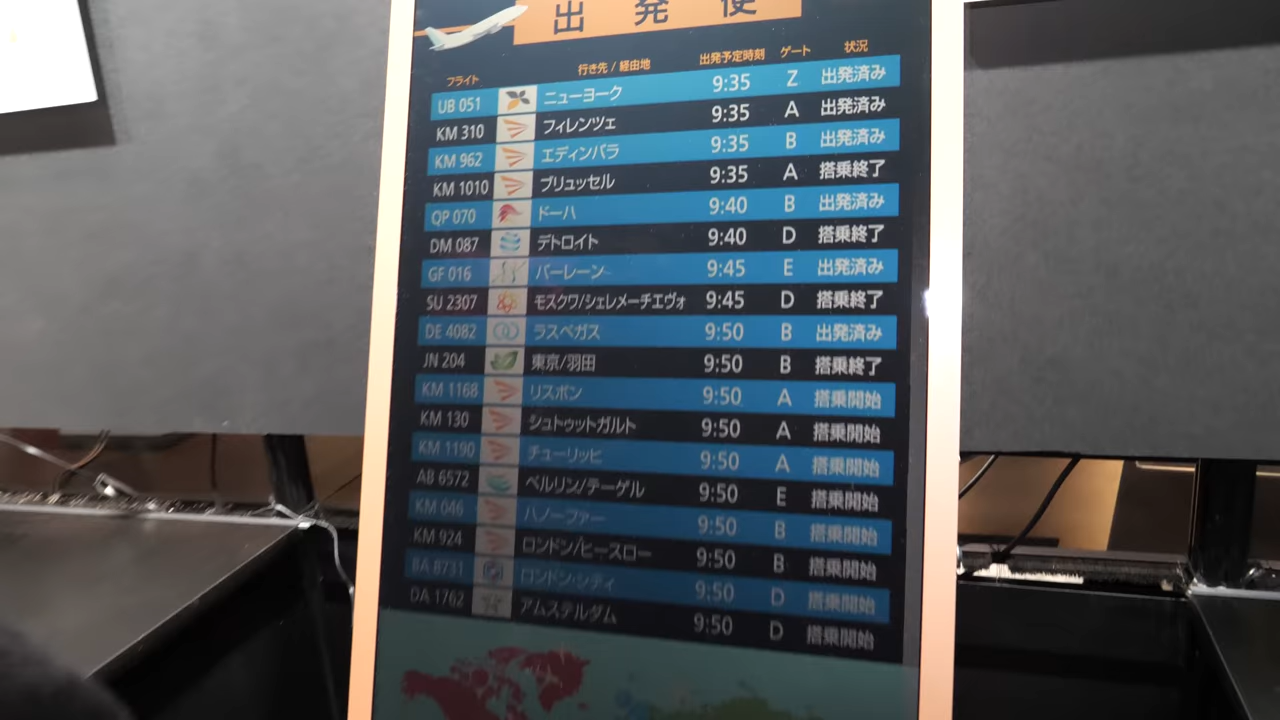 出発便
フライト 行き先 / 経由地 出発予定時刻 ゲート 状況
UB 051 ニューヨーク 9:35 Z 出発済み
KM 310 フィレンツェ 9:35 A 出発済み
KM 962 エディンバラ 9:35 B 出発済み
KM 1010 ブリュッセル 9:35 A 搭乗終了
QP 070 ドーハ 9:40 B 出発済み
DM 087 デトロイト 9:40 D 搭乗終了
GF 016 バーレーン 9:45 E 出発済み
SU 2307 モスクワ/シェレメーチエヴォ 9:45 D 搭乗終了
DE 4082 ラスベガス 9:50 B 出発済み
JN 204 東京/羽田 9:50 B 搭乗終了
KM 1168 リスボン 9:50 A 搭乗開始
KM 130 シュトゥットガルト 9:50 A 搭乗開始
KM 1190 チューリッヒ 9:50 A 搭乗開始
AB 6572 ベルリン/テーゲル 9:50 E 搭乗開始
KM 046 ハノーファー 9:50 B 搭乗開始
KM 924 ロンドン/ヒースロー 9:50 B 搭乗開始
BA 8731 ロンドン·シティ 9:50 D 搭乗開始
DA 1762 アムステルダム 9:50 D 搭乗開始